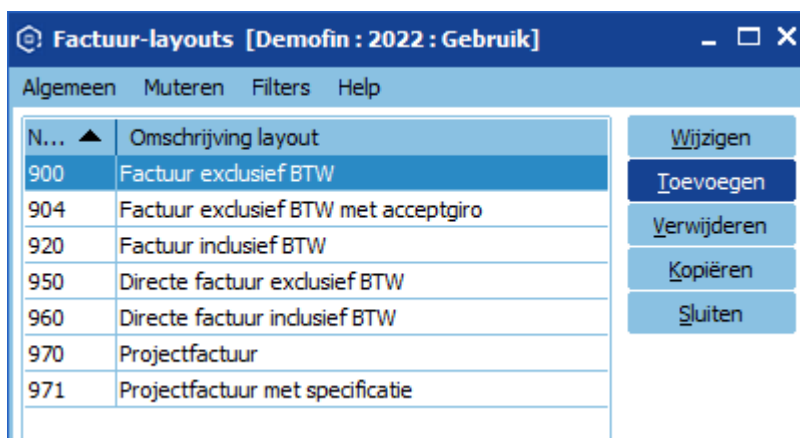 Factuur-layouts [Demofin : 2022 : Gebruik]
Algemeen Muteren Filters Help
N... Omschrijving layout
900 Factuur exclusief BTW
904 Factuur exclusief BTW met acceptgiro
920 Factuur inclusief BTW
950 Directe factuur exclusief BTW
960 Directe factuur inclusief BTW
970 Projectfactuur
971 Projectfactuur met specificatie
Wijzigen
Toevoegen
Verwijderen
Kopiëren
Sluiten